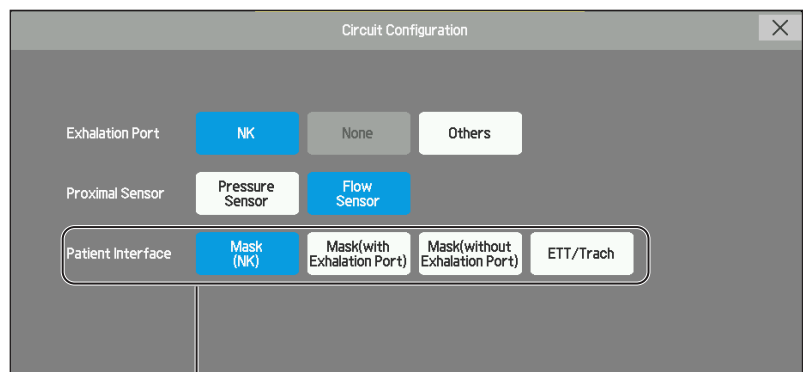 Circuit Configuration
Exhalation Port NK None Others
Proximal Sensor Pressure Sensor Flow Sensor
Patient Interface Mask (NK) Mask(with Exhalation Port) Mask(without Exhalation Port) ETT/Trach